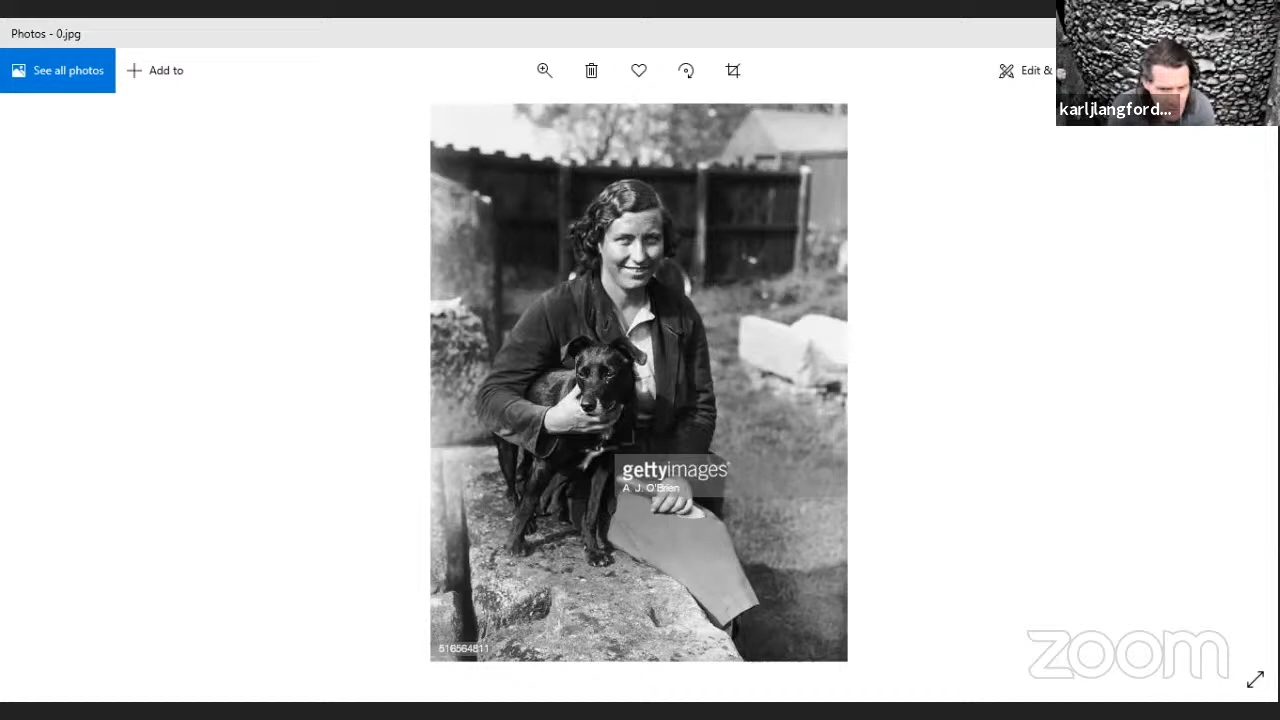 Photos - 0.jpg
See all photos
Add to
Edit &
karljlangford...
gettyimages®
A. J. O'Brien
516564811
zoom